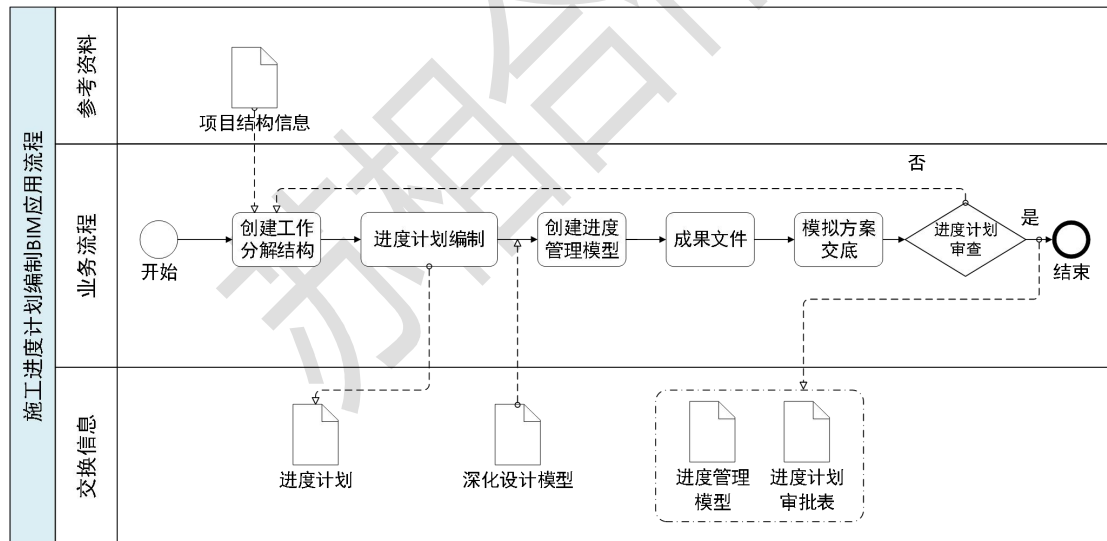 施工进度计划编制BIM应用流程
参考资料
项目结构信息
业务流程
开始
创建工作
分解结构
进度计划编制
创建进度
管理模型
成果文件
模拟方案
交底
进度计划
审查
否
是
结束
交换信息
进度计划
深化设计模型
进度管理
模型
进度计划
审批表
苏相合